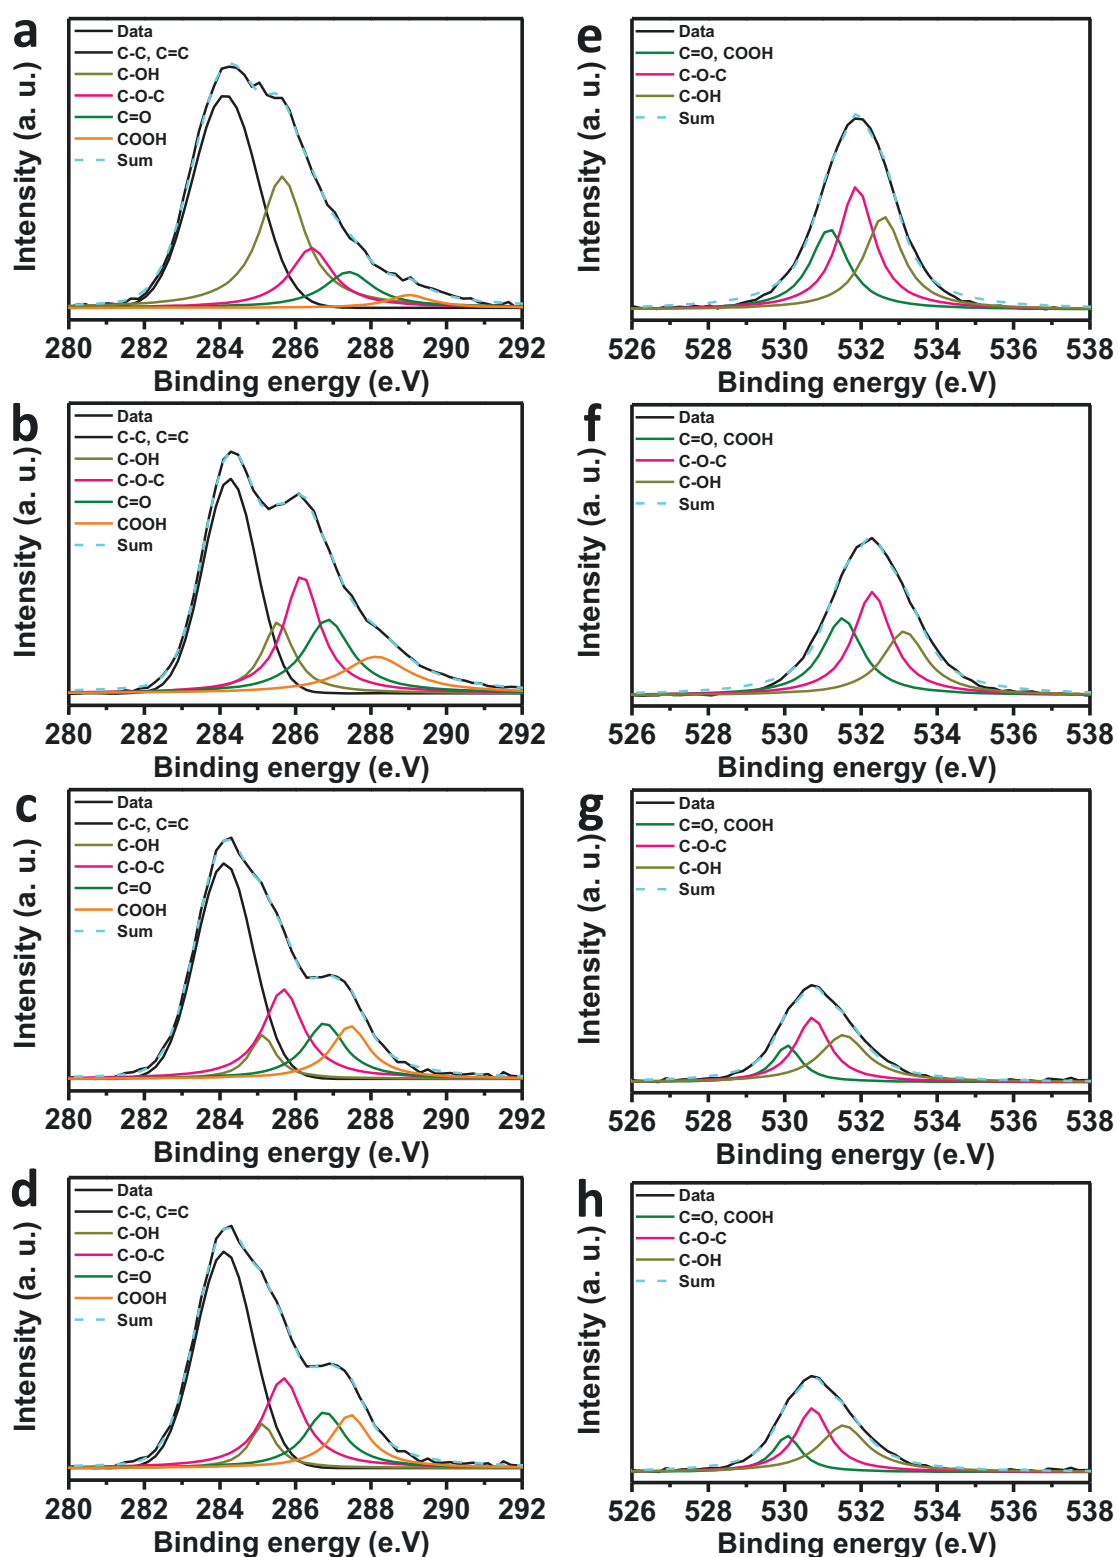 a
Data
C-C, C=C
C-OH
C-O-C
C=O
COOH
Sum
Intensity (a. u.)
280 282 284 286 288 290 292
Binding energy (e.V)
e
Data
C=O, COOH
C-O-C
C-OH
Sum
Intensity (a. u.)
526 528 530 532 534 536 538
Binding energy (e.V)
b
Data
C-C, C=C
C-OH
C-O-C
C=O
COOH
Sum
Intensity (a. u.)
280 282 284 286 288 290 292
Binding energy (e.V)
f
Data
C=O, COOH
C-O-C
C-OH
Sum
Intensity (a. u.)
526 528 530 532 534 536 538
Binding energy (e.V)
c
Data
C-C, C=C
C-OH
C-O-C
C=O
COOH
Sum
Intensity (a. u.)
280 282 284 286 288 290 292
Binding energy (e.V)
g
Data
C=O, COOH
C-O-C
C-OH
Sum
Intensity (a. u.)
526 528 530 532 534 536 538
Binding energy (e.V)
d
Data
C-C, C=C
C-OH
C-O-C
C=O
COOH
Sum
Intensity (a. u.)
280 282 284 286 288 290 292
Binding energy (e.V)
h
Data
C=O, COOH
C-O-C
C-OH
Sum
Intensity (a. u.)
526 528 530 532 534 536 538
Binding energy (e.V)